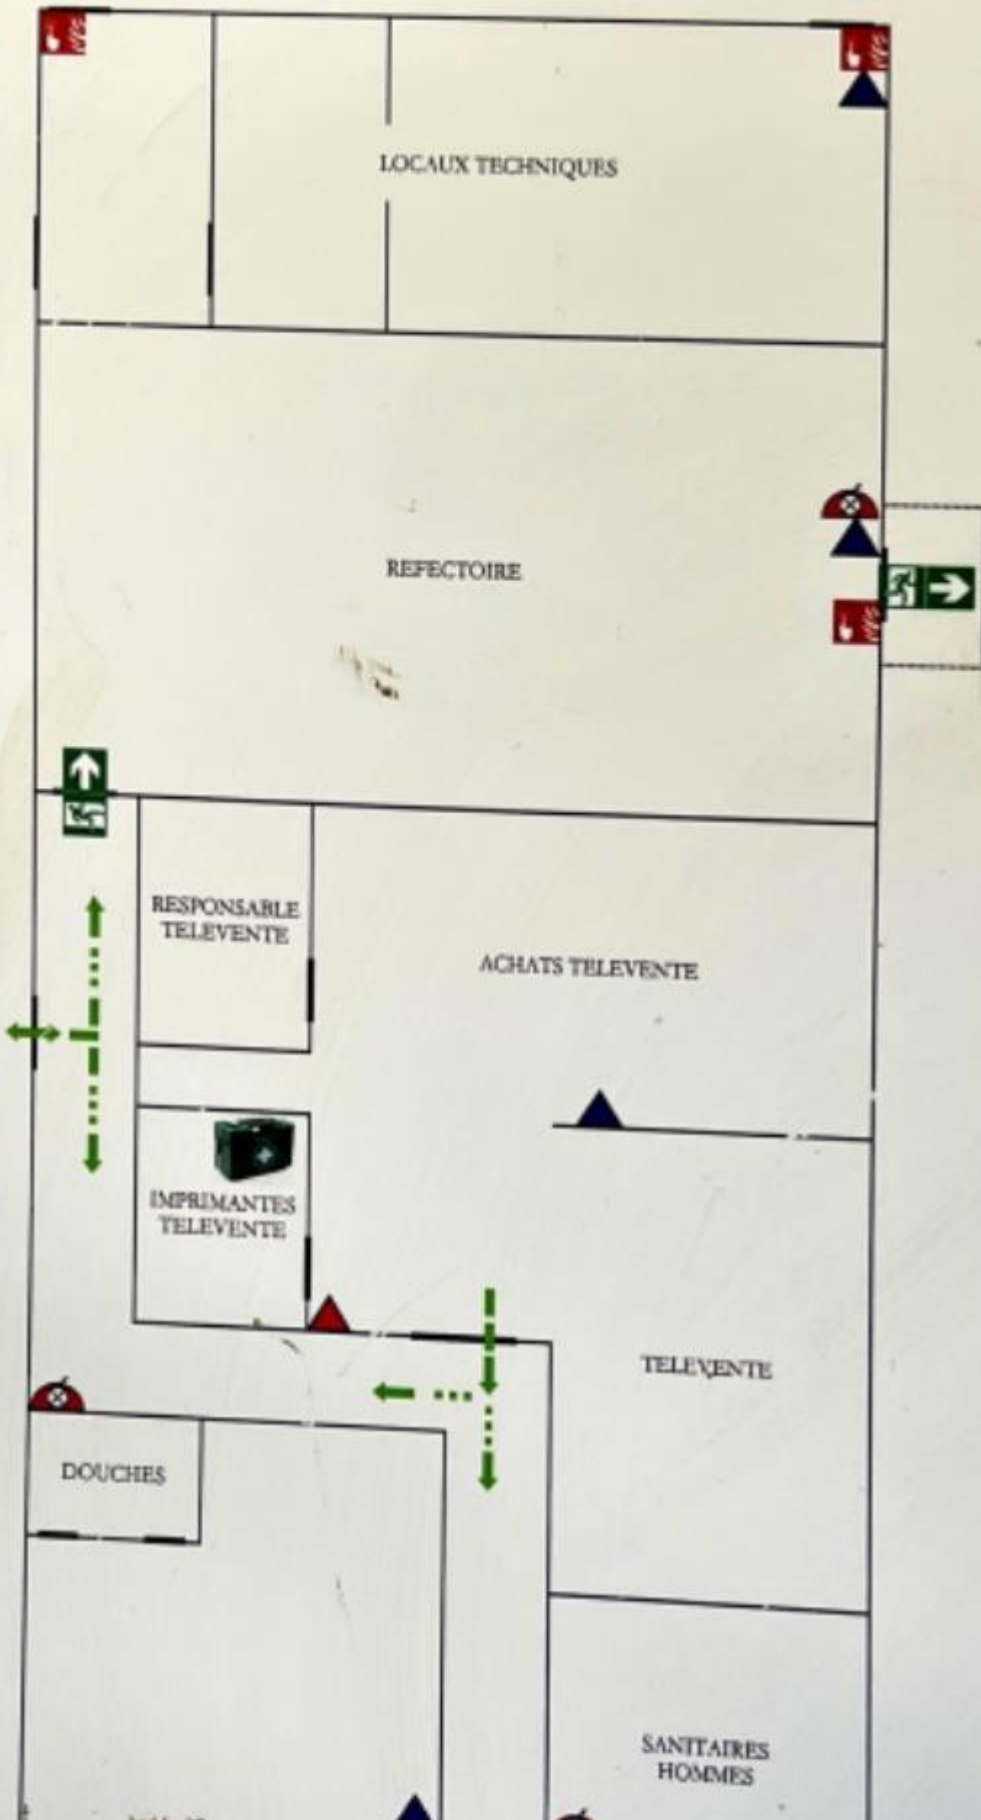 LOCAUX TECHNIQUES
REFECTOIRE
RESPONSABLE
TELEVENTE
ACHATS TELEVENTE
IMPRIMANTES
TELEVENTE
TELEVENTE
DOUCHES
SANITAIRES
HOMMES